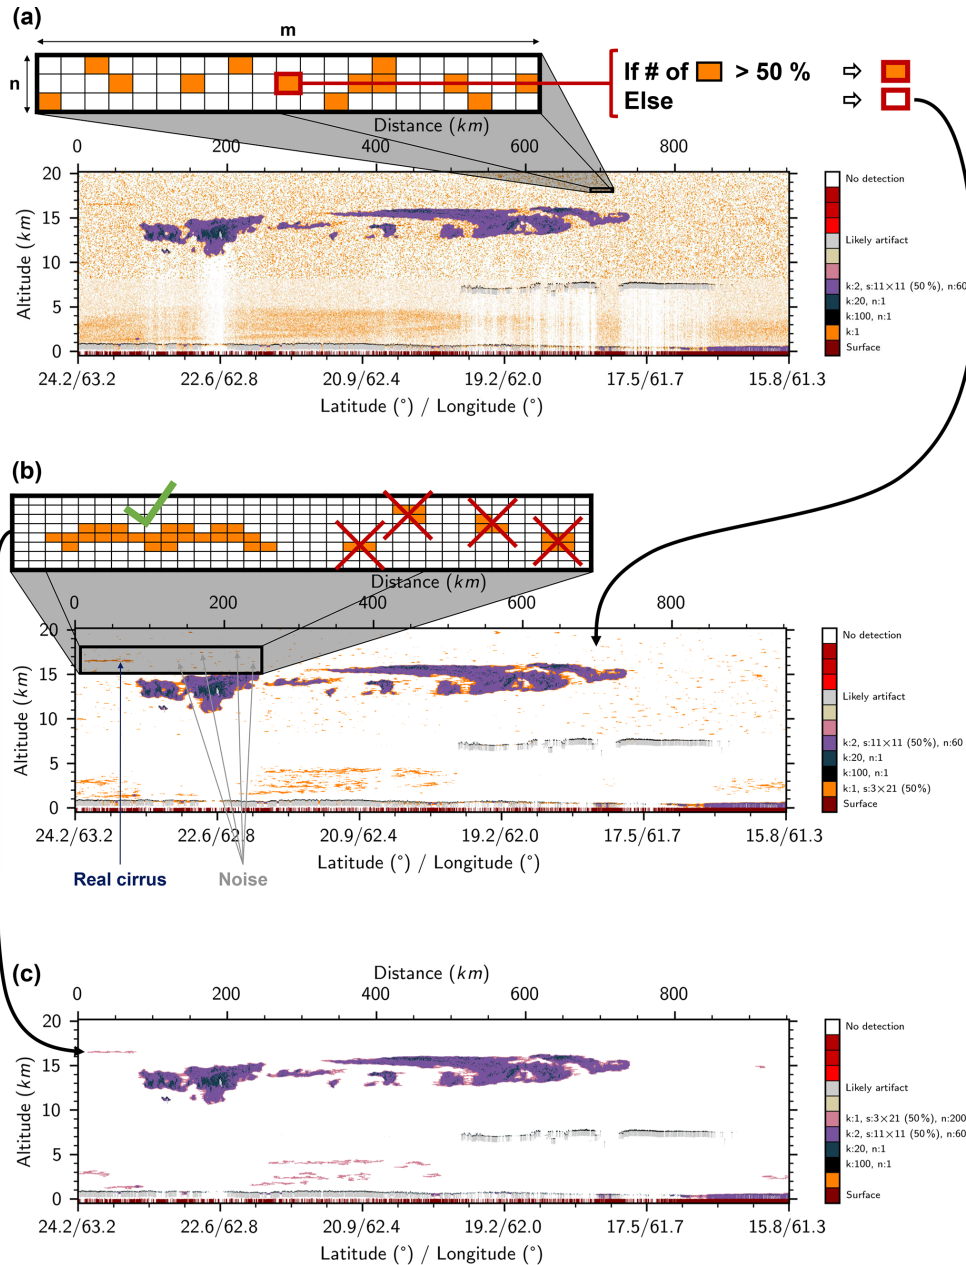 (a)
m
n
If # of > 50 % ⇨
Else ⇨
Distance (km)
0 200 400 600 800
20
15
10
5
0
Altitude (km)
24.2/63.2 22.6/62.8 20.9/62.4 19.2/62.0 17.5/61.7 15.8/61.3
Latitude (°) / Longitude (°)
No detection
Likely artifact
k:2, s:11×11 (50%), n:60
k:20, n:1
k:100, n:1
k:1
Surface
(b)
Distance (km)
0 200 400 600 800
20
15
10
5
0
Altitude (km)
24.2/63.2 22.6/62.8 20.9/62.4 19.2/62.0 17.5/61.7 15.8/61.3
Latitude (°) / Longitude (°)
Real cirrus
Noise
No detection
Likely artifact
k:2, s:11×11 (50%), n:60
k:20, n:1
k:100, n:1
k:1, s:3×21 (50%)
Surface
(c)
Distance (km)
0 200 400 600 800
20
15
10
5
0
Altitude (km)
24.2/63.2 22.6/62.8 20.9/62.4 19.2/62.0 17.5/61.7 15.8/61.3
Latitude (°) / Longitude (°)
No detection
Likely artifact
k:1, s:3×21 (50%), n:200
k:2, s:11×11 (50%), n:60
k:20, n:1
k:100, n:1
Surface